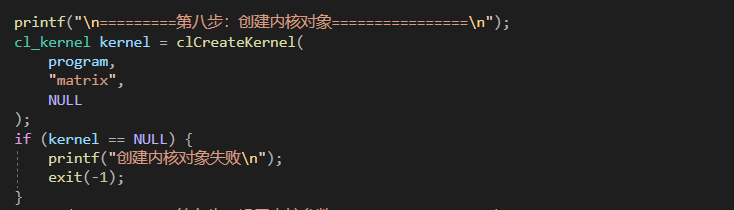 printf("\n=========第八步：创建内核对象================\n");
cl_kernel kernel = clCreateKernel(
program,
"matrix",
NULL
);
if (kernel == NULL) {
printf("创建内核对象失败\n");
exit(-1);
}